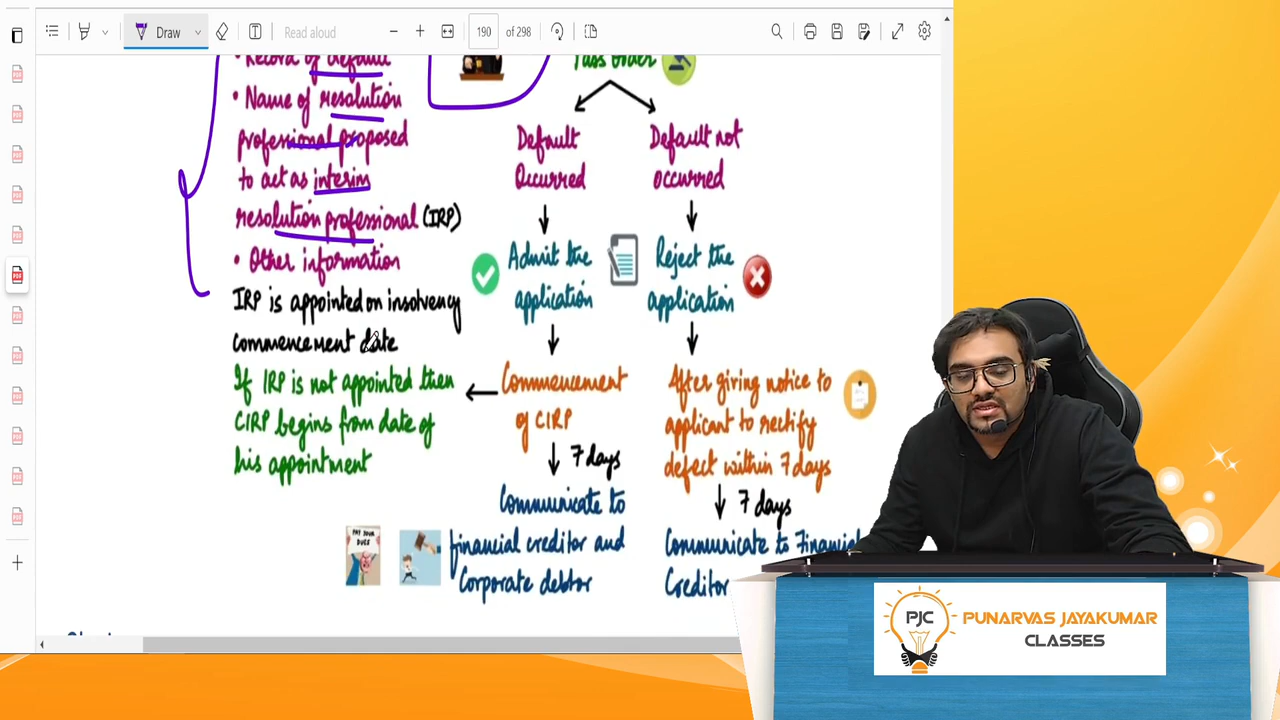 Draw
Read aloud
190 of 298
• Record of default
• Name of resolution
professional proposed
to act as interim
resolution professional (IRP)
• Other information
IRP is appointed on insolvency
commencement date
If IRP is not appointed then
CIRP begins from date of
his appointment
Pass Order
Default
Occurred
Admit the
application
Commencement
of CIRP
7 days
Communicate to
financial creditor and
Corporate debtor
Default not
occurred
Reject the
application
After giving notice to
applicant to rectify
defect within 7 days
7 days
Communicate to Financial
Creditor
PAY YOUR
DUES
PJC
PUNARVAS JAYAKUMAR
CLASSES